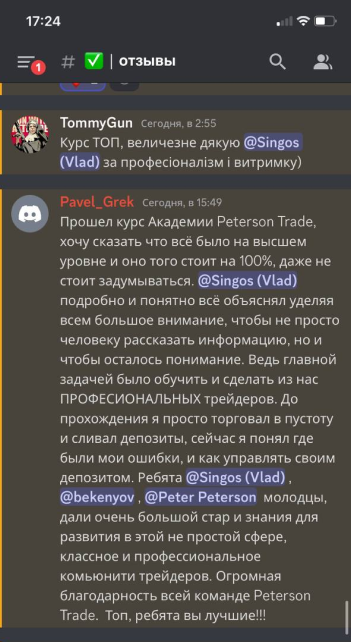 17:24
1
# ✅ | отзывы
TommyGun Сегодня, в 2:55
Курс ТОП, величезне дякую @Singos
(Vlad) за професіоналізм і витримку)
Pavel_Grek Сегодня, в 15:49
Прошел курс Академии Peterson Trade,
хочу сказать что всё было на высшем
уровне и оно того стоит на 100%, даже не
стоит задумываться. @Singos (Vlad)
подробно и понятно всё объяснял уделяя
всем большое внимание, чтобы не просто
человеку рассказать информацию, но и
чтобы осталось понимание. Ведь главной
задачей было обучить и сделать из нас
ПРОФЕСИОНАЛЬНЫХ трейдеров. До
прохождения я просто торговал в пустоту
и сливал депозиты, сейчас я понял где
были мои ошибки, и как управлять своим
депозитом. Ребята @Singos (Vlad) ,
@bekenyov , @Peter Peterson молодцы,
дали очень большой стар и знания для
развития в этой не простой сфере,
классное и профессиональное
комьюнити трейдеров. Огромная
благодарность всей команде Peterson
Trade. Топ, ребята вы лучшие!!!